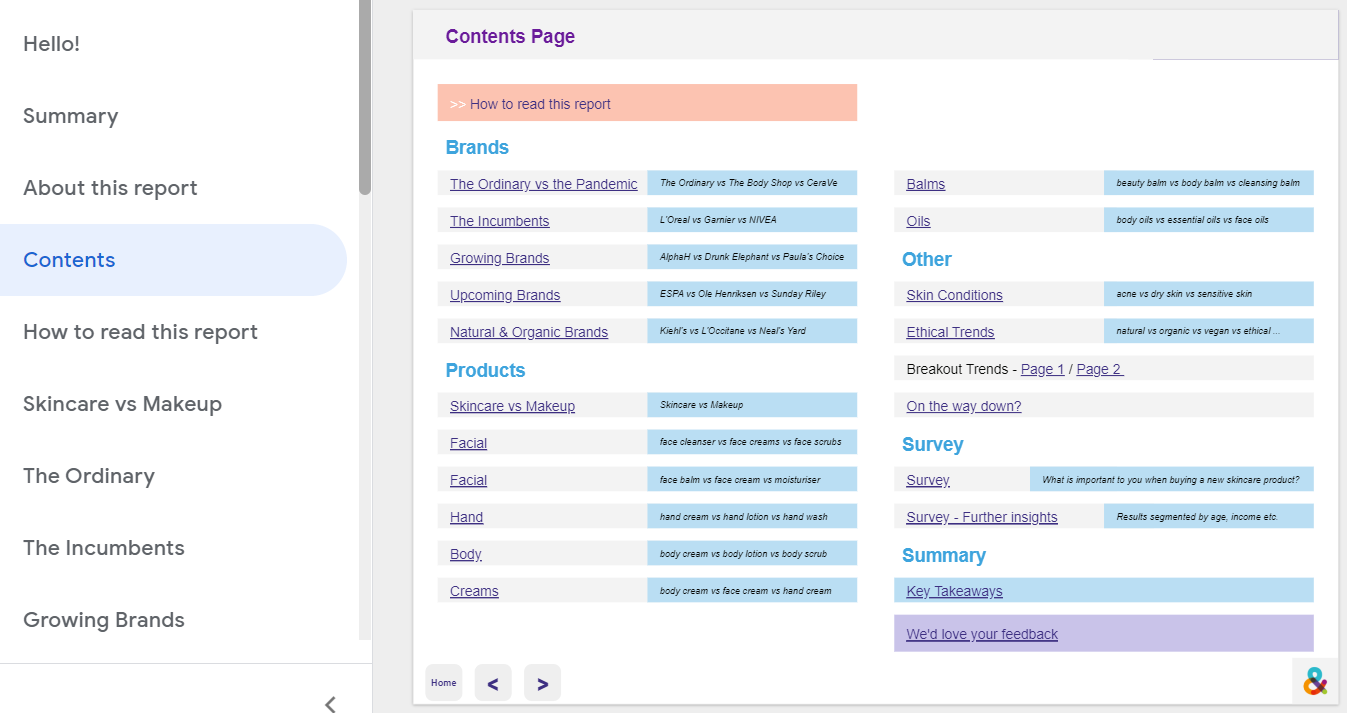 Hello!
Summary
About this report
Contents
How to read this report
Skincare vs Makeup
The Ordinary
The Incumbents
Growing Brands
Contents Page
>> How to read this report
Brands
The Ordinary vs the Pandemic The Ordinary vs The Body Shop vs CeraVe
The Incumbents L'Oreal vs Garnier vs NIVEA
Growing Brands AlphaH vs Drunk Elephant vs Paula's Choice
Upcoming Brands ESPA vs Ole Henriksen vs Sunday Riley
Natural & Organic Brands Kiehl's vs L'Occitane vs Neal's Yard
Products
Skincare vs Makeup Skincare vs Makeup
Facial face cleanser vs face creams vs face scrubs
Facial face balm vs face cream vs moisturiser
Hand hand cream vs hand lotion vs hand wash
Body body cream vs body lotion vs body scrub
Creams body cream vs face cream vs hand cream
Balms beauty balm vs body balm vs cleansing balm
Oils body oils vs essential oils vs face oils
Other
Skin Conditions acne vs dry skin vs sensitive skin
Ethical Trends natural vs organic vs vegan vs ethical ...
Breakout Trends - Page 1 / Page 2
On the way down?
Survey
Survey What is important to you when buying a new skincare product?
Survey - Further insights Results segmented by age, income etc.
Summary
Key Takeaways
We'd love your feedback
Home < >
&